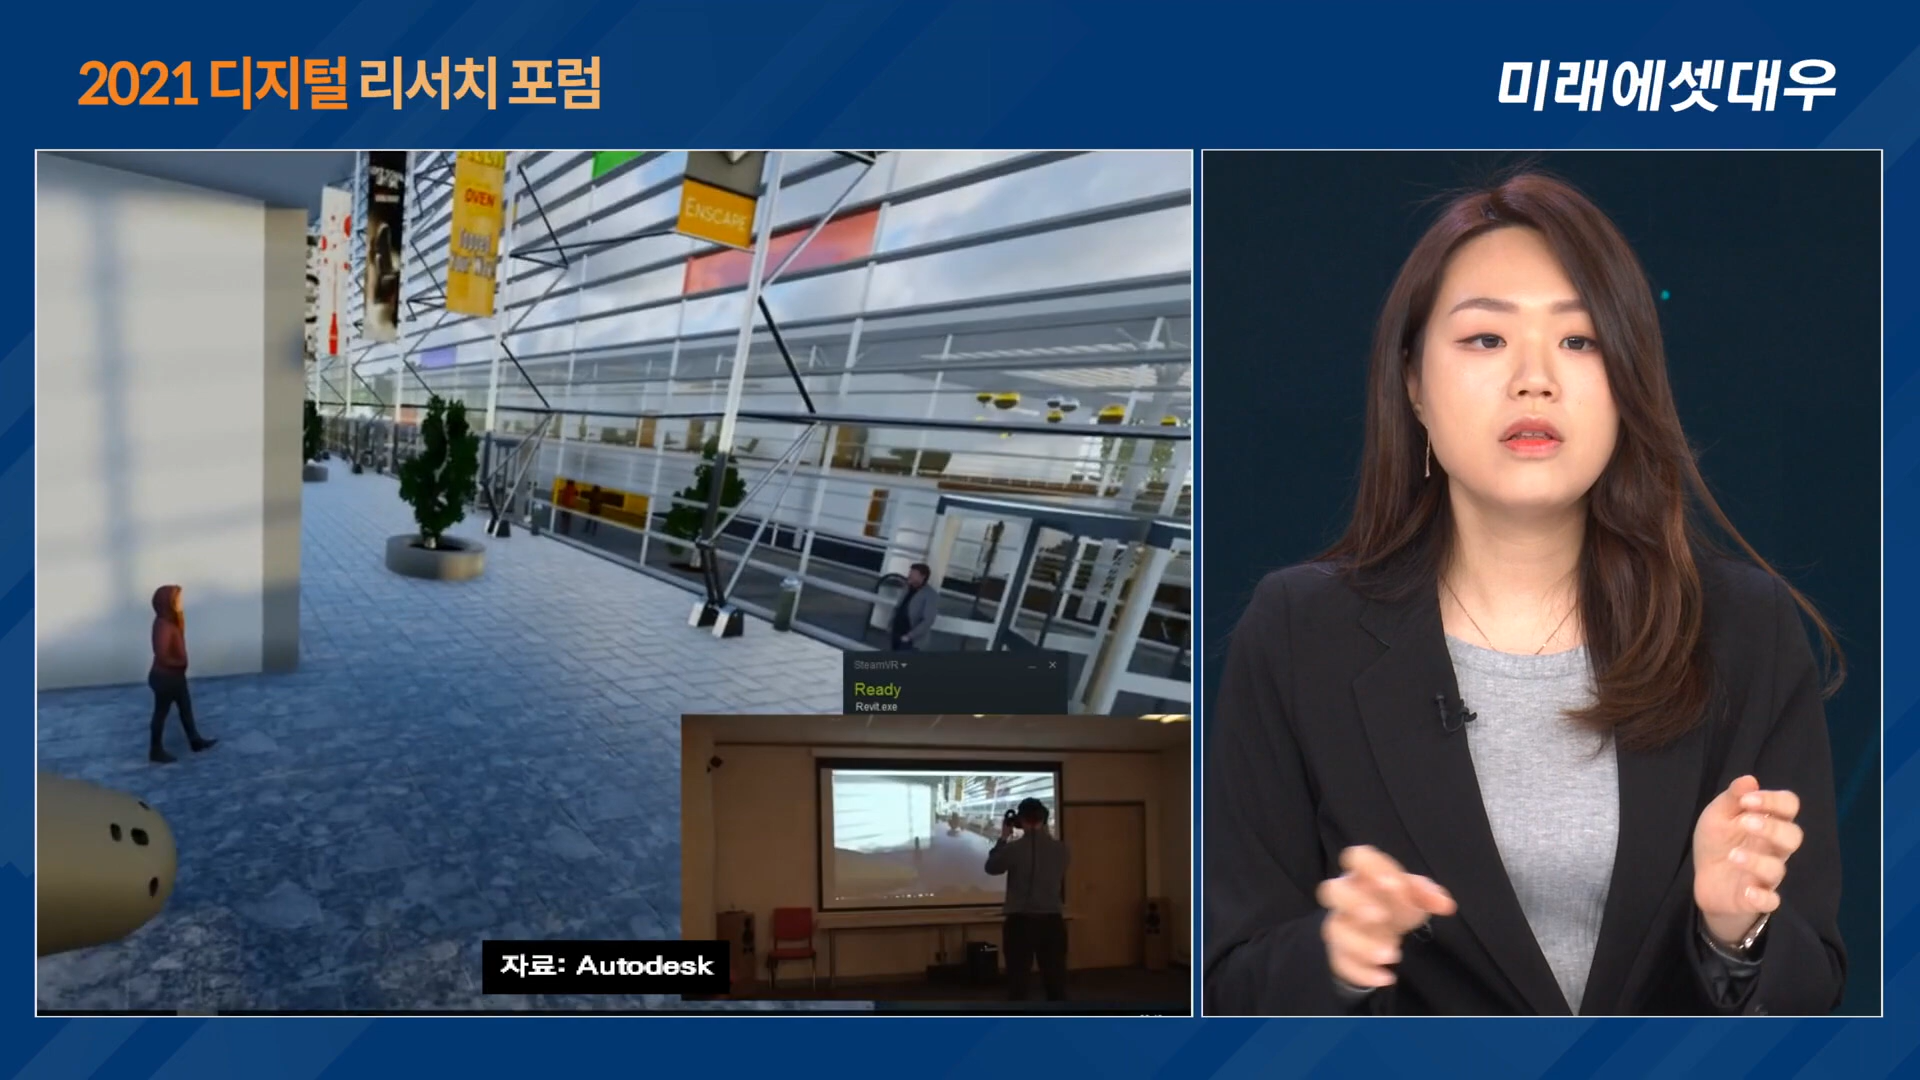 2021 디지털 리서치 포럼
미래에셋대우
OVEN
ENSCAPE
SteamVR
Ready
Revit.exe
자료: Autodesk